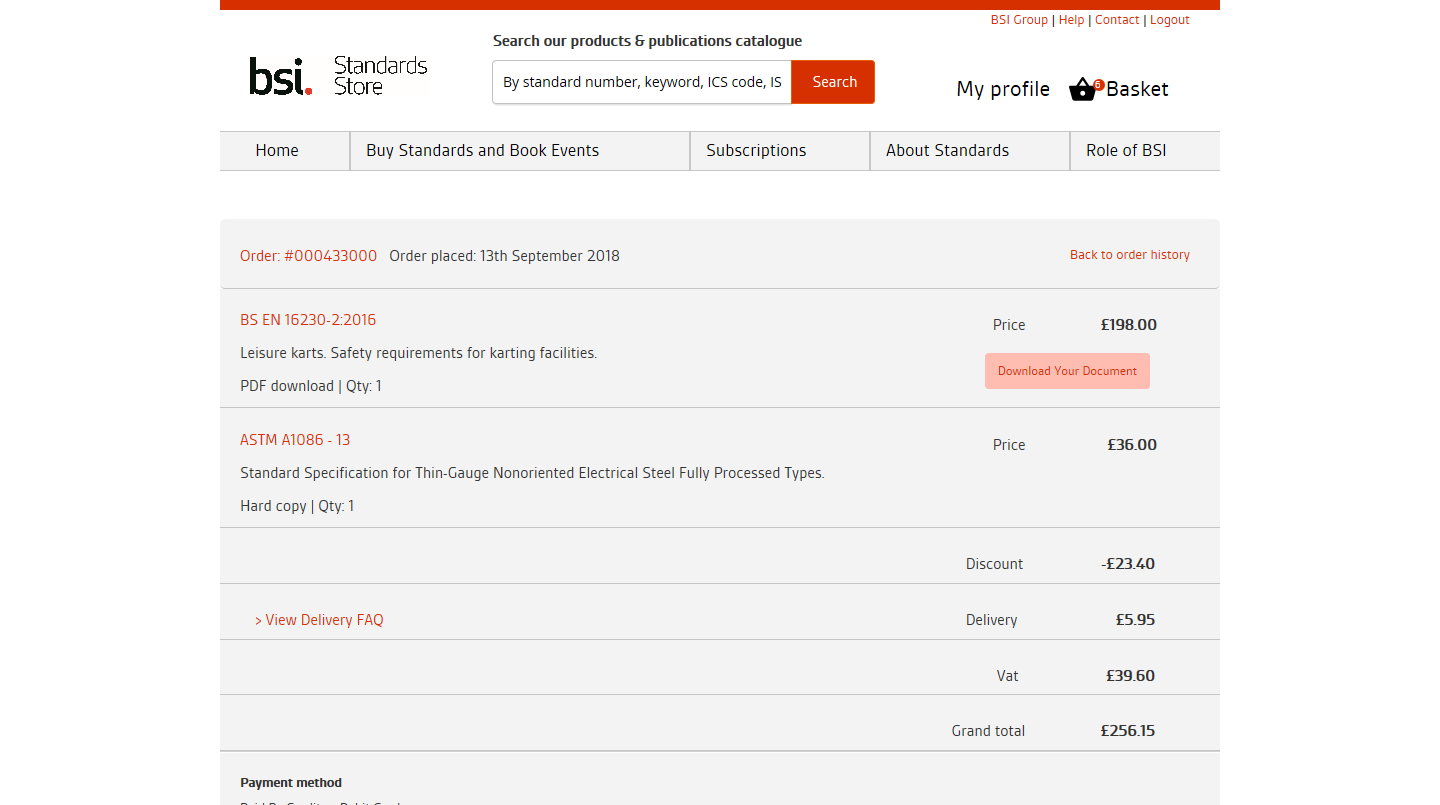 BSI Group | Help | Contact | Logout
Search our products & publications catalogue
bsi. Standards
Store
By standard number, keyword, ICS code, IS
Search
My profile
6
Basket
Home
Buy Standards and Book Events
Subscriptions
About Standards
Role of BSI
Order: #000433000 Order placed: 13th September 2018
Back to order history
BS EN 16230-2:2016
Price £198.00
Leisure karts. Safety requirements for karting facilities.
Download Your Document
PDF download | Qty: 1
ASTM A1086 - 13
Price £36.00
Standard Specification for Thin-Gauge Nonoriented Electrical Steel Fully Processed Types.
Hard copy | Qty: 1
Discount -£23.40
> View Delivery FAQ
Delivery £5.95
Vat £39.60
Grand total £256.15
Payment method